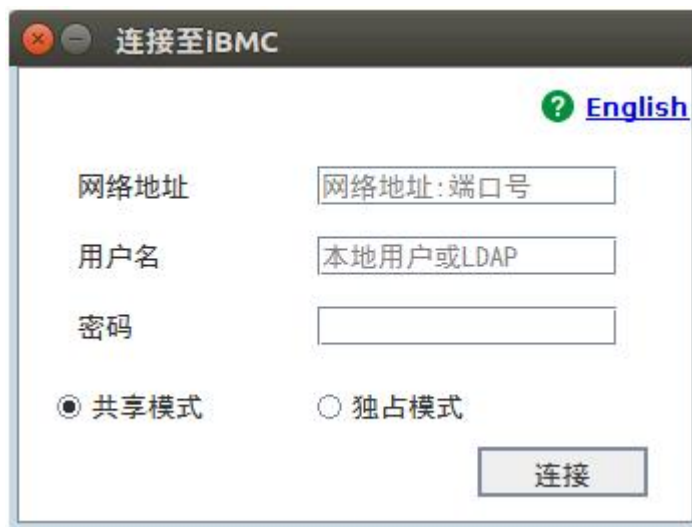 连接至iBMC
English
网络地址 网络地址:端口号
用户名 本地用户或LDAP
密码
共享模式 独占模式
连接